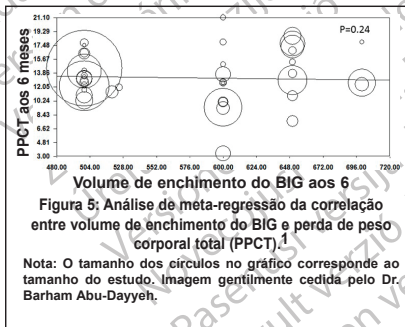 21.10
19.29
17.48
15.67
13.85
12.05
10.24
8.43
6.62
4.81
3.00
PPCT aos 6 meses
P=0.24
480.00 504.00 528.00 552.00 576.00 600.00 624.00 648.00 672.00 696.00 720.00
Volume de enchimento do BIG aos 6
Figura 5: Análise de meta-regressão da correlação
entre volume de enchimento do BIG e perda de peso
corporal total (PPCT).1
Nota: O tamanho dos círculos no gráfico corresponde ao
tamanho do estudo. Imagem gentilmente cedida pelo Dr.
Barham Abu-Dayyeh.